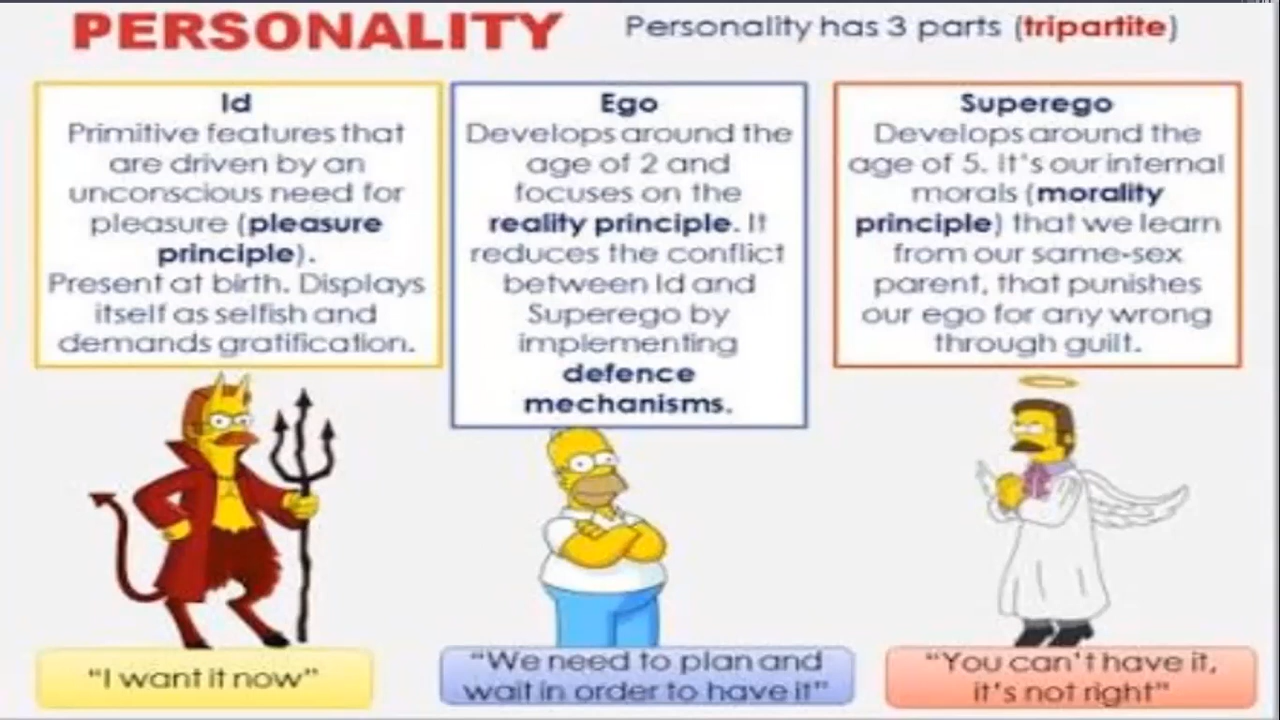 PERSONALITY
Personality has 3 parts (tripartite)
Id
Primitive features that
are driven by an
unconscious need for
pleasure (pleasure
principle).
Present at birth. Displays
itself as selfish and
demands gratification.
Ego
Develops around the
age of 2 and
focuses on the
reality principle. It
reduces the conflict
between Id and
Superego by
implementing
defence
mechanisms.
Superego
Develops around the
age of 5. It's our internal
morals (morality
principle) that we learn
from our same-sex
parent, that punishes
our ego for any wrong
through guilt.
"I want it now"
"We need to plan and
wait in order to have it"
"You can't have it,
it's not right"